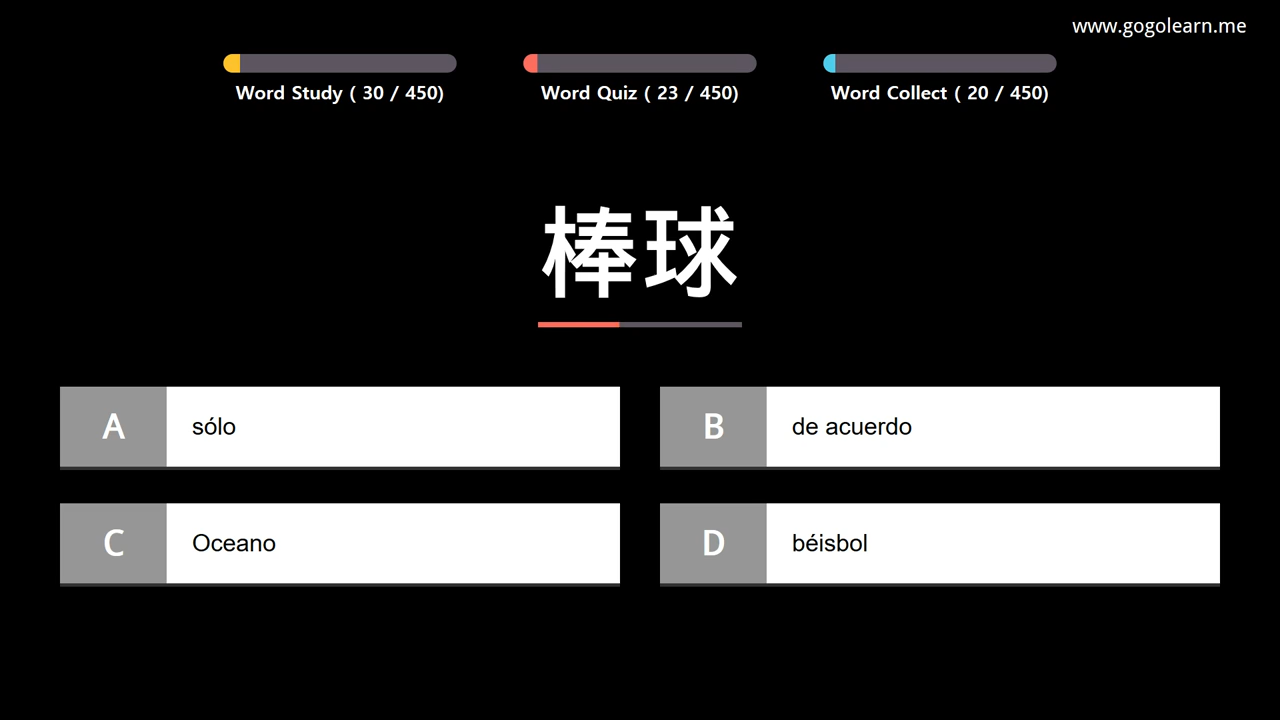 www.gogolearn.me
Word Study ( 30 / 450)
Word Quiz ( 23 / 450)
Word Collect ( 20 / 450)
棒球
A
sólo
B
de acuerdo
C
Oceano
D
béisbol